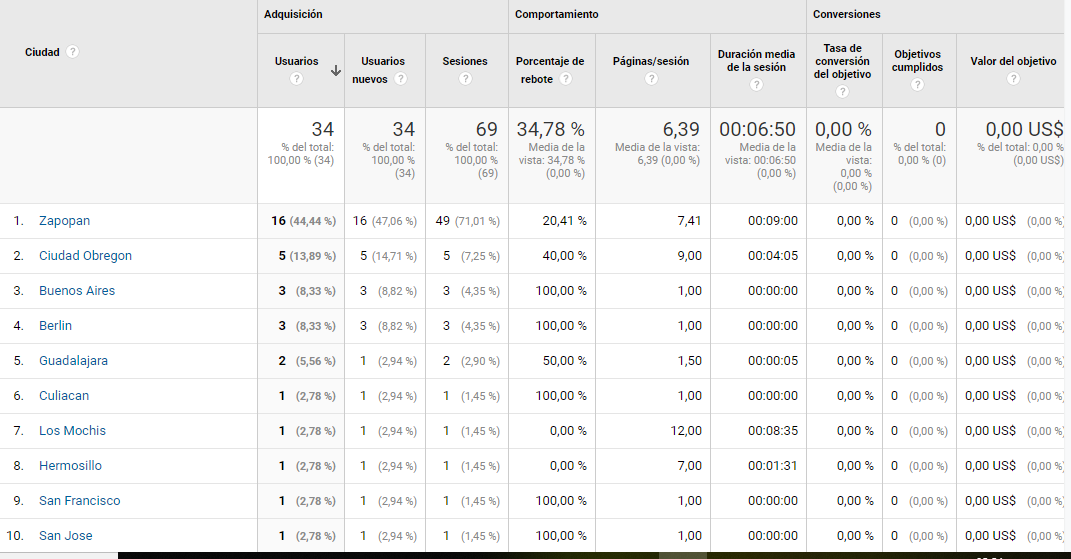 Adquisición Comportamiento Conversiones
Ciudad ? Usuarios ? Usuarios nuevos ? Sesiones ? Porcentaje de rebote ? Páginas/sesión ? Duración media de la sesión ? Tasa de conversión del objetivo ? Objetivos cumplidos ? Valor del objetivo ?
34 % del total: 100,00 % (34) 34 % del total: 100,00 % (34) 69 % del total: 100,00 % (69) 34,78 % Media de la vista: 34,78 % (0,00 %) 6,39 Media de la vista: 6,39 (0,00 %) 00:06:50 Media de la vista: 00:06:50 (0,00 %) 0,00 % Media de la vista: 0,00 % (0,00 %) 0 % del total: 0,00 % (0) 0,00 US$ % del total: 0,00 % (0,00 US$)
1. Zapopan 16 (44,44 %) 16 (47,06 %) 49 (71,01 %) 20,41 % 7,41 00:09:00 0,00 % 0 (0,00 %) 0,00 US$ (0,00 %)
2. Ciudad Obregon 5 (13,89 %) 5 (14,71 %) 5 (7,25 %) 40,00 % 9,00 00:04:05 0,00 % 0 (0,00 %) 0,00 US$ (0,00 %)
3. Buenos Aires 3 (8,33 %) 3 (8,82 %) 3 (4,35 %) 100,00 % 1,00 00:00:00 0,00 % 0 (0,00 %) 0,00 US$ (0,00 %)
4. Berlin 3 (8,33 %) 3 (8,82 %) 3 (4,35 %) 100,00 % 1,00 00:00:00 0,00 % 0 (0,00 %) 0,00 US$ (0,00 %)
5. Guadalajara 2 (5,56 %) 1 (2,94 %) 2 (2,90 %) 50,00 % 1,50 00:00:05 0,00 % 0 (0,00 %) 0,00 US$ (0,00 %)
6. Culiacan 1 (2,78 %) 1 (2,94 %) 1 (1,45 %) 100,00 % 1,00 00:00:00 0,00 % 0 (0,00 %) 0,00 US$ (0,00 %)
7. Los Mochis 1 (2,78 %) 1 (2,94 %) 1 (1,45 %) 0,00 % 12,00 00:08:35 0,00 % 0 (0,00 %) 0,00 US$ (0,00 %)
8. Hermosillo 1 (2,78 %) 1 (2,94 %) 1 (1,45 %) 0,00 % 7,00 00:01:31 0,00 % 0 (0,00 %) 0,00 US$ (0,00 %)
9. San Francisco 1 (2,78 %) 1 (2,94 %) 1 (1,45 %) 100,00 % 1,00 00:00:00 0,00 % 0 (0,00 %) 0,00 US$ (0,00 %)
10. San Jose 1 (2,78 %) 1 (2,94 %) 1 (1,45 %) 100,00 % 1,00 00:00:00 0,00 % 0 (0,00 %) 0,00 US$ (0,00 %)